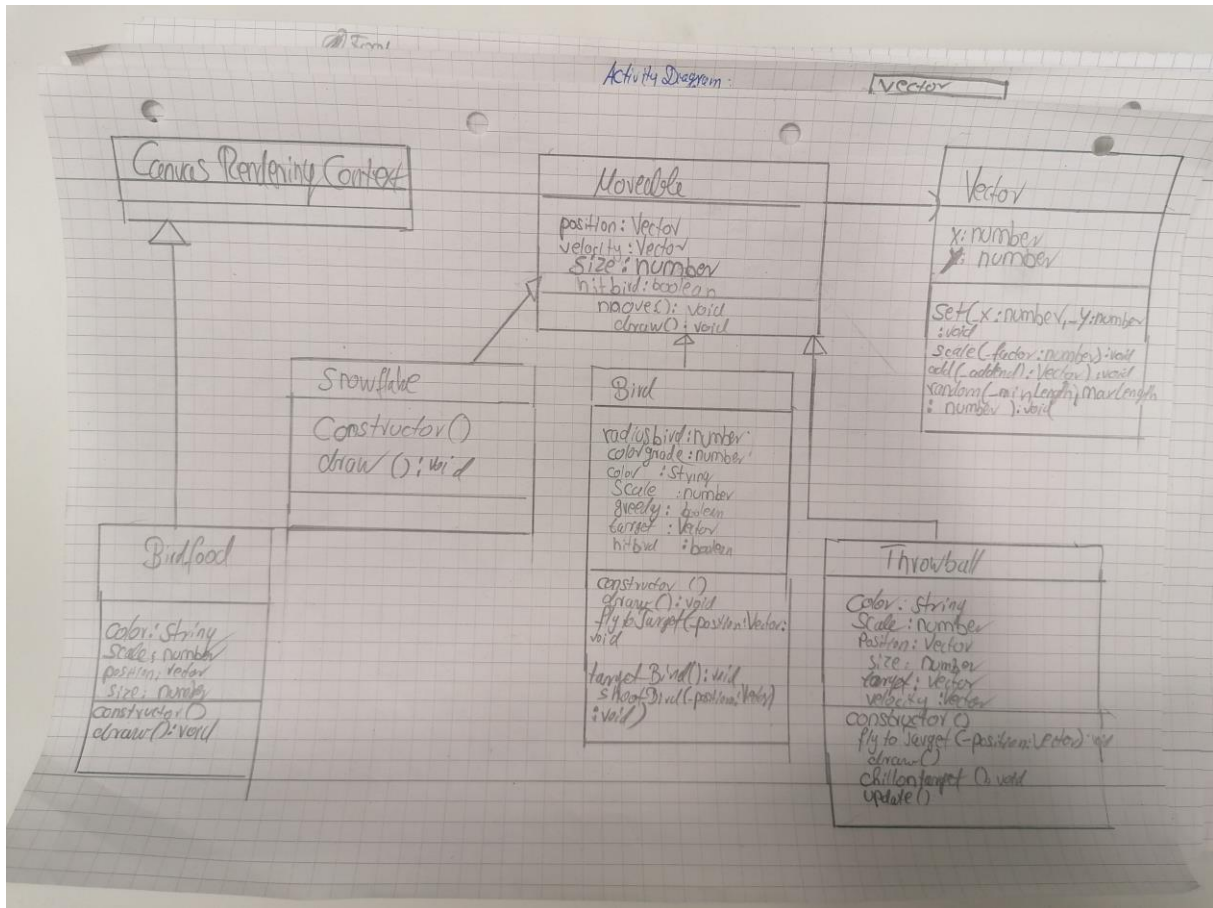 Activity Diagram:
Vector
Canvas Rendering Context
Moveable
position: Vector
velocity: Vector
size: number
hitbird: boolean
move(): void
draw(): void
Vector
x: number
y: number
set(_x: number, _y: number
: void
scale(_factor: number): void
add(_addend): Vector): void
random(_minLength, maxLength
: number ): void
Snowflake
Constructor()
draw (): void
Bird
radiusbird: number
colorgrade: number
color : string
Scale : number
greedy : boolean
target : Vector
hitbird : boolean
constructor ()
draw(): void
fly to Target(_position: Vector:
void
target Bird(): void
shoot Bird(_position: Vector)
: void)
Birdfood
Color: String
Scale: number
position: vector
size: number
constructor()
draw(): void
Throwball
Color: String
Scale: number
Position: Vector
size: number
target: vector
velocity: Vector
constructor ()
fly to Target (_position: Vector): void
draw()
chillontarget (): void
update()